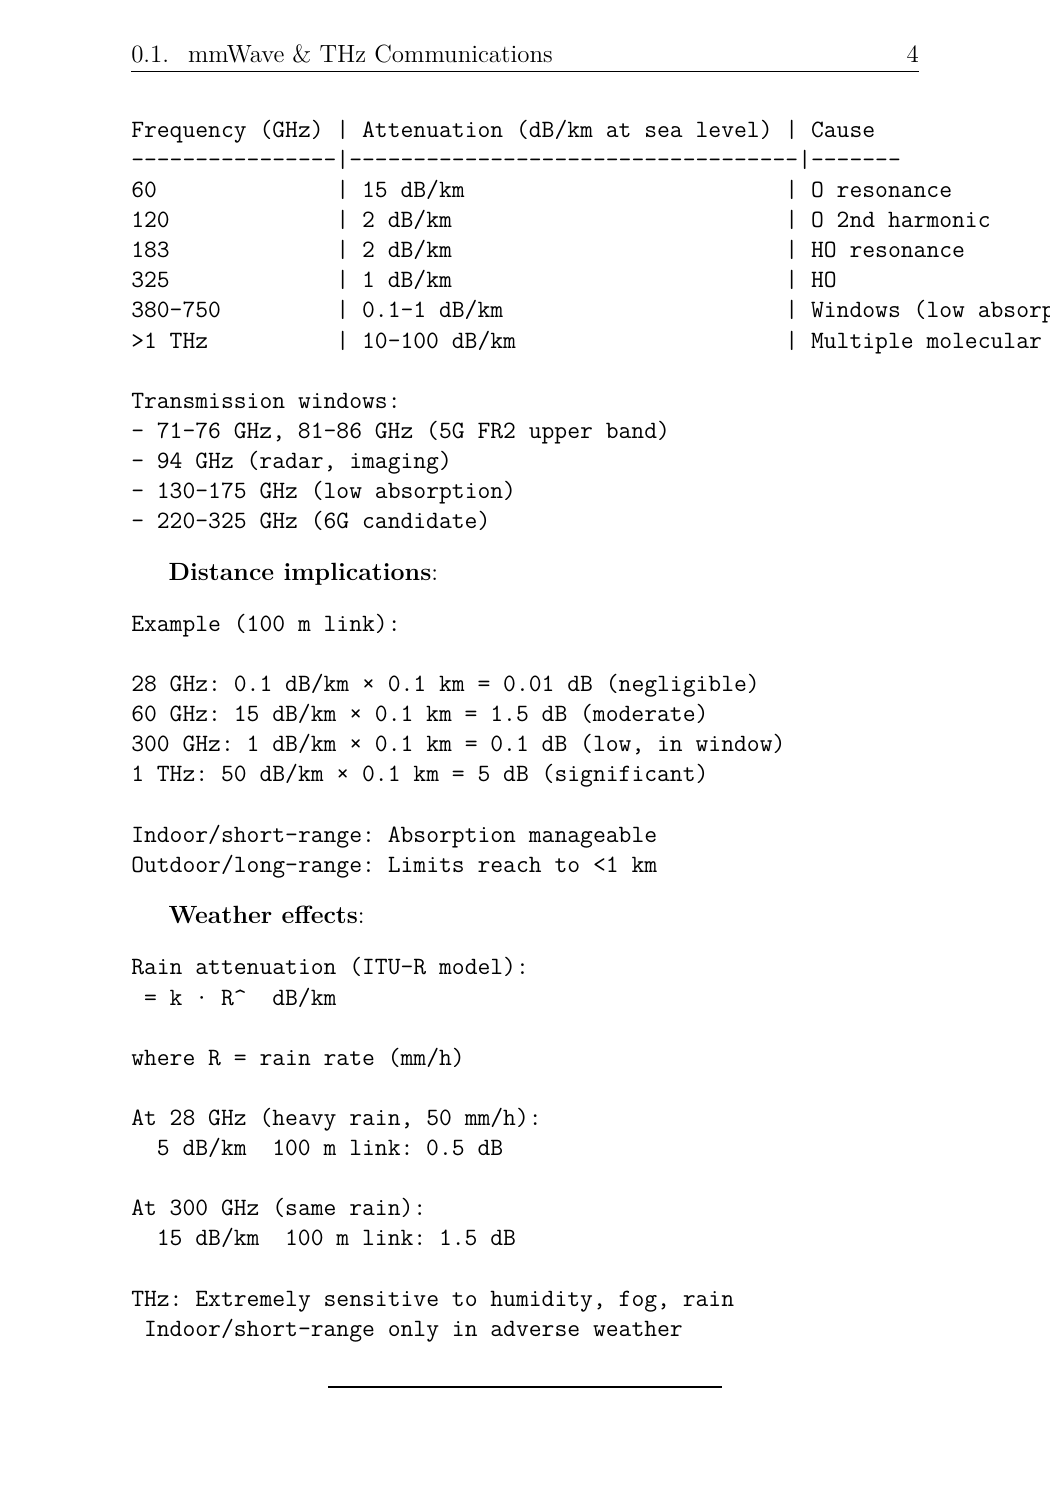 0.1. mmWave & THz Communications 4
Frequency (GHz) | Attenuation (dB/km at sea level) | Cause
----------------|-----------------------------------|-------
60              | 15 dB/km                         | O resonance
120             | 2 dB/km                          | O 2nd harmonic
183             | 2 dB/km                          | HO resonance
325             | 1 dB/km                          | HO
380-750         | 0.1-1 dB/km                      | Windows (low absorp
>1 THz          | 10-100 dB/km                     | Multiple molecular
Transmission windows:
- 71-76 GHz, 81-86 GHz (5G FR2 upper band)
- 94 GHz (radar, imaging)
- 130-175 GHz (low absorption)
- 220-325 GHz (6G candidate)
Distance implications:
Example (100 m link):
28 GHz: 0.1 dB/km × 0.1 km = 0.01 dB (negligible)
60 GHz: 15 dB/km × 0.1 km = 1.5 dB (moderate)
300 GHz: 1 dB/km × 0.1 km = 0.1 dB (low, in window)
1 THz: 50 dB/km × 0.1 km = 5 dB (significant)
Indoor/short-range: Absorption manageable
Outdoor/long-range: Limits reach to <1 km
Weather effects:
Rain attenuation (ITU-R model):
 = k · R^  dB/km
where R = rain rate (mm/h)
At 28 GHz (heavy rain, 50 mm/h):
  5 dB/km  100 m link: 0.5 dB
At 300 GHz (same rain):
  15 dB/km  100 m link: 1.5 dB
THz: Extremely sensitive to humidity, fog, rain
 Indoor/short-range only in adverse weather